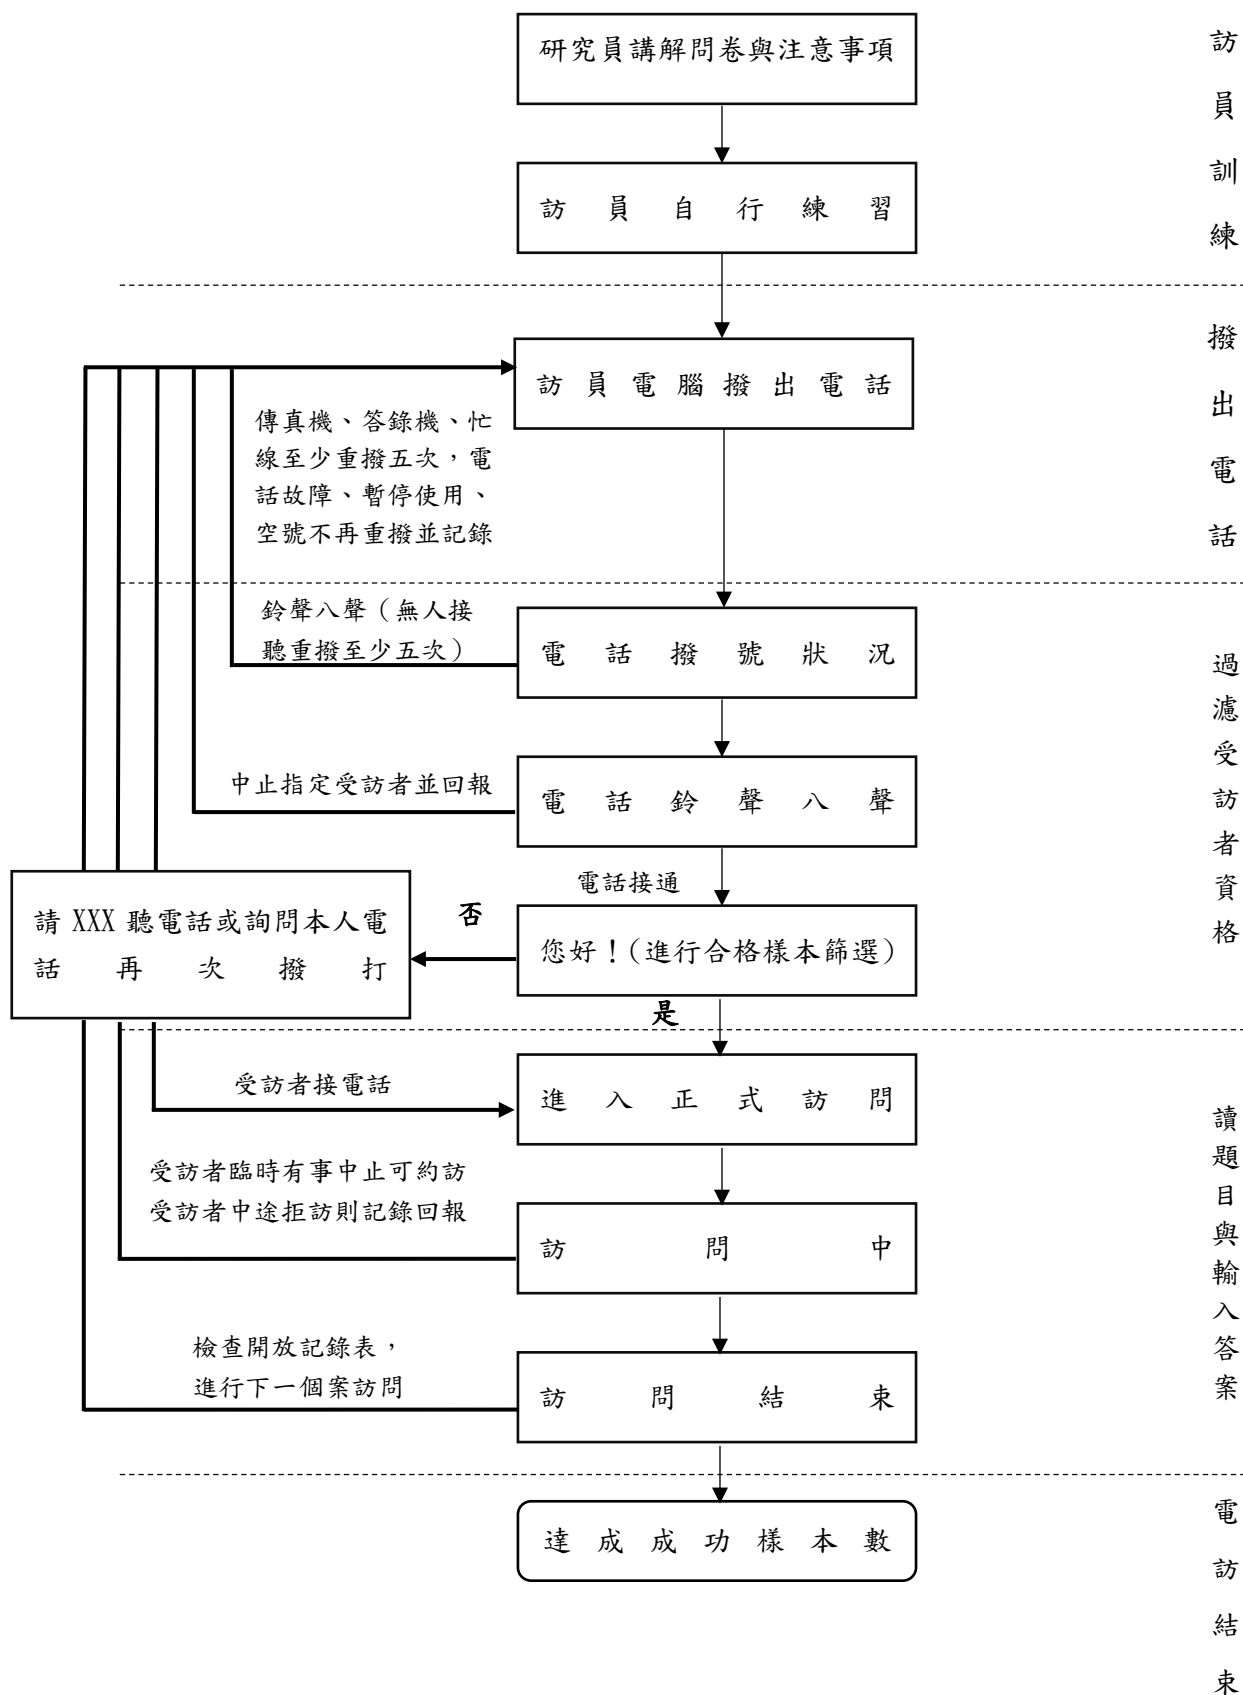 研究員講解問卷與注意事項
訪員自行練習
訪員訓練
訪員電腦撥出電話
傳真機、答錄機、忙
線至少重撥五次，電
話故障、暫停使用、
空號不再重撥並記錄
撥出電話
鈴聲八聲（無人接
聽重撥至少五次）
電話撥號狀況
中止指定受訪者並回報
電話鈴聲八聲
電話接通
請 XXX 聽電話或詢問本人電
話再次撥打
否
您好！(進行合格樣本篩選)
是
過濾受訪者資格
受訪者接電話
進入正式訪問
受訪者臨時有事中止可約訪
受訪者中途拒訪則記錄回報
訪問中
檢查開放記錄表，
進行下一個案訪問
訪問結束
讀題目與輸入答案
達成成功樣本數
電訪結束